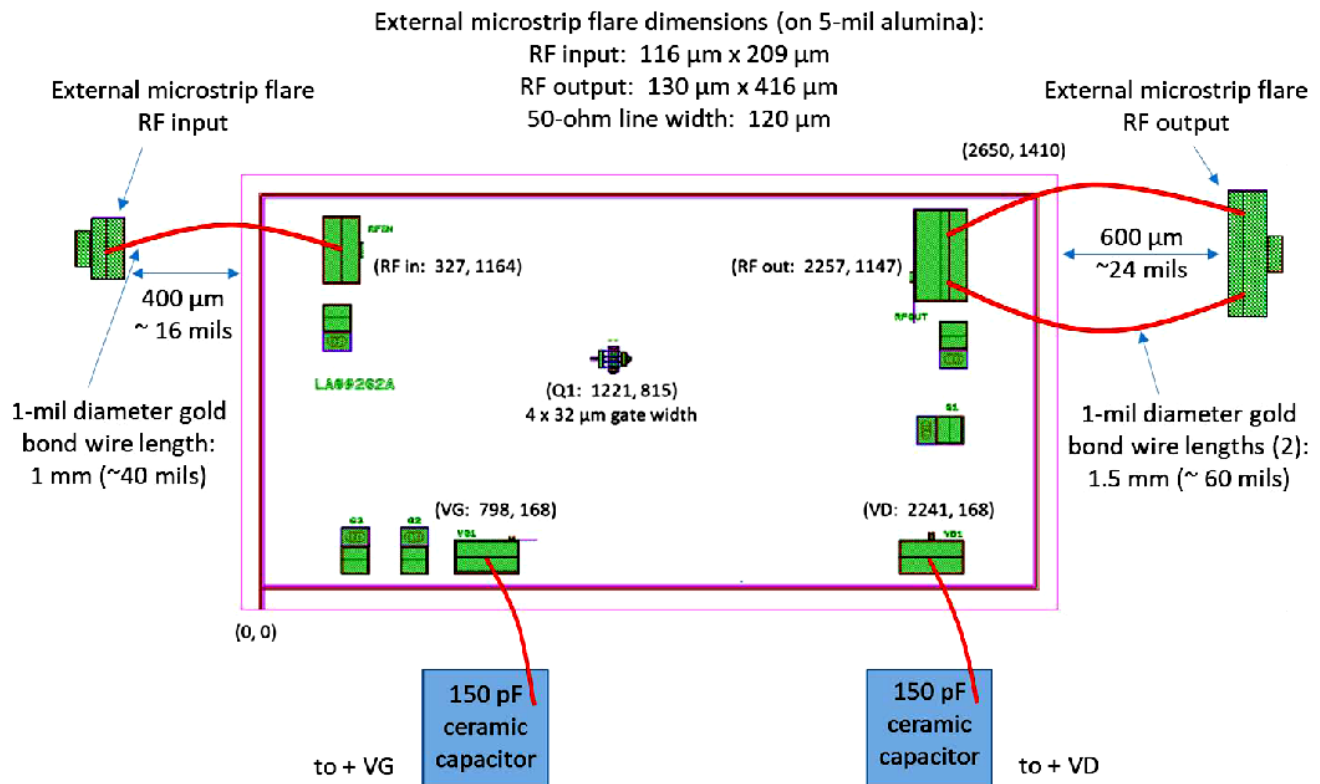 External microstrip flare dimensions (on 5-mil alumina):
RF input: 116 µm x 209 µm
RF output: 130 µm x 416 µm
50-ohm line width: 120 µm
External microstrip flare
RF input
External microstrip flare
RF output
(2650, 1410)
RFIN
(RF in: 327, 1164)
(RF out: 2257, 1147)
RFOUT
400 µm
~ 16 mils
600 µm
~24 mils
LA09262A
(Q1: 1221, 815)
4 x 32 µm gate width
G1
1-mil diameter gold
bond wire length:
1 mm (~40 mils)
1-mil diameter gold
bond wire lengths (2):
1.5 mm (~ 60 mils)
(VG: 798, 168)
(VD: 2241, 168)
G3
G2
VG1
VD1
(0, 0)
150 pF
ceramic
capacitor
to + VG
150 pF
ceramic
capacitor
to + VD